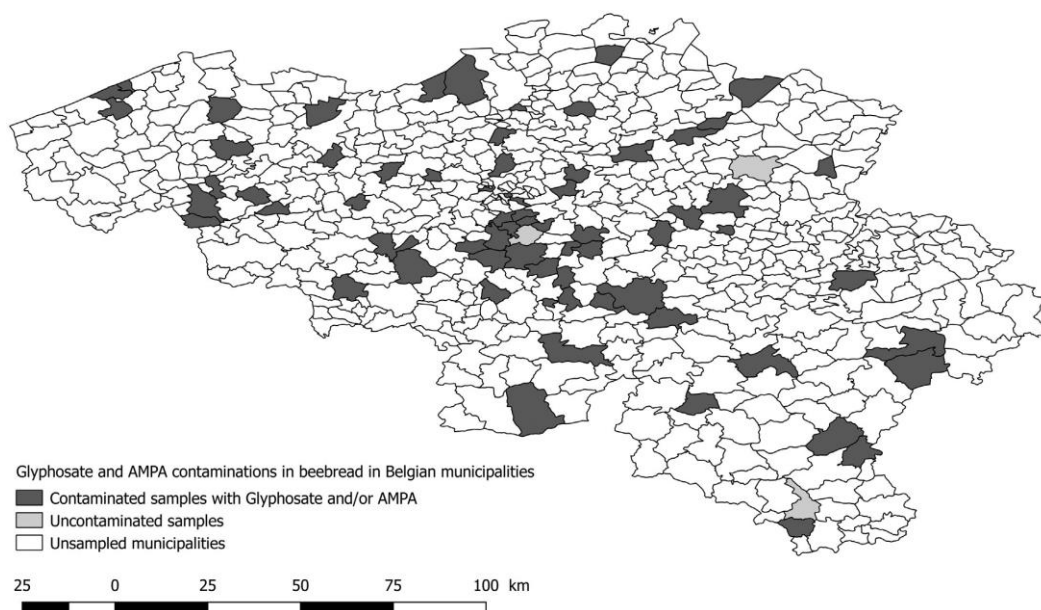 Glyphosate and AMPA contaminations in beebread in Belgian municipalities
Contaminated samples with Glyphosate and/or AMPA
Uncontaminated samples
Unsampled municipalities
25 0 25 50 75 100 km